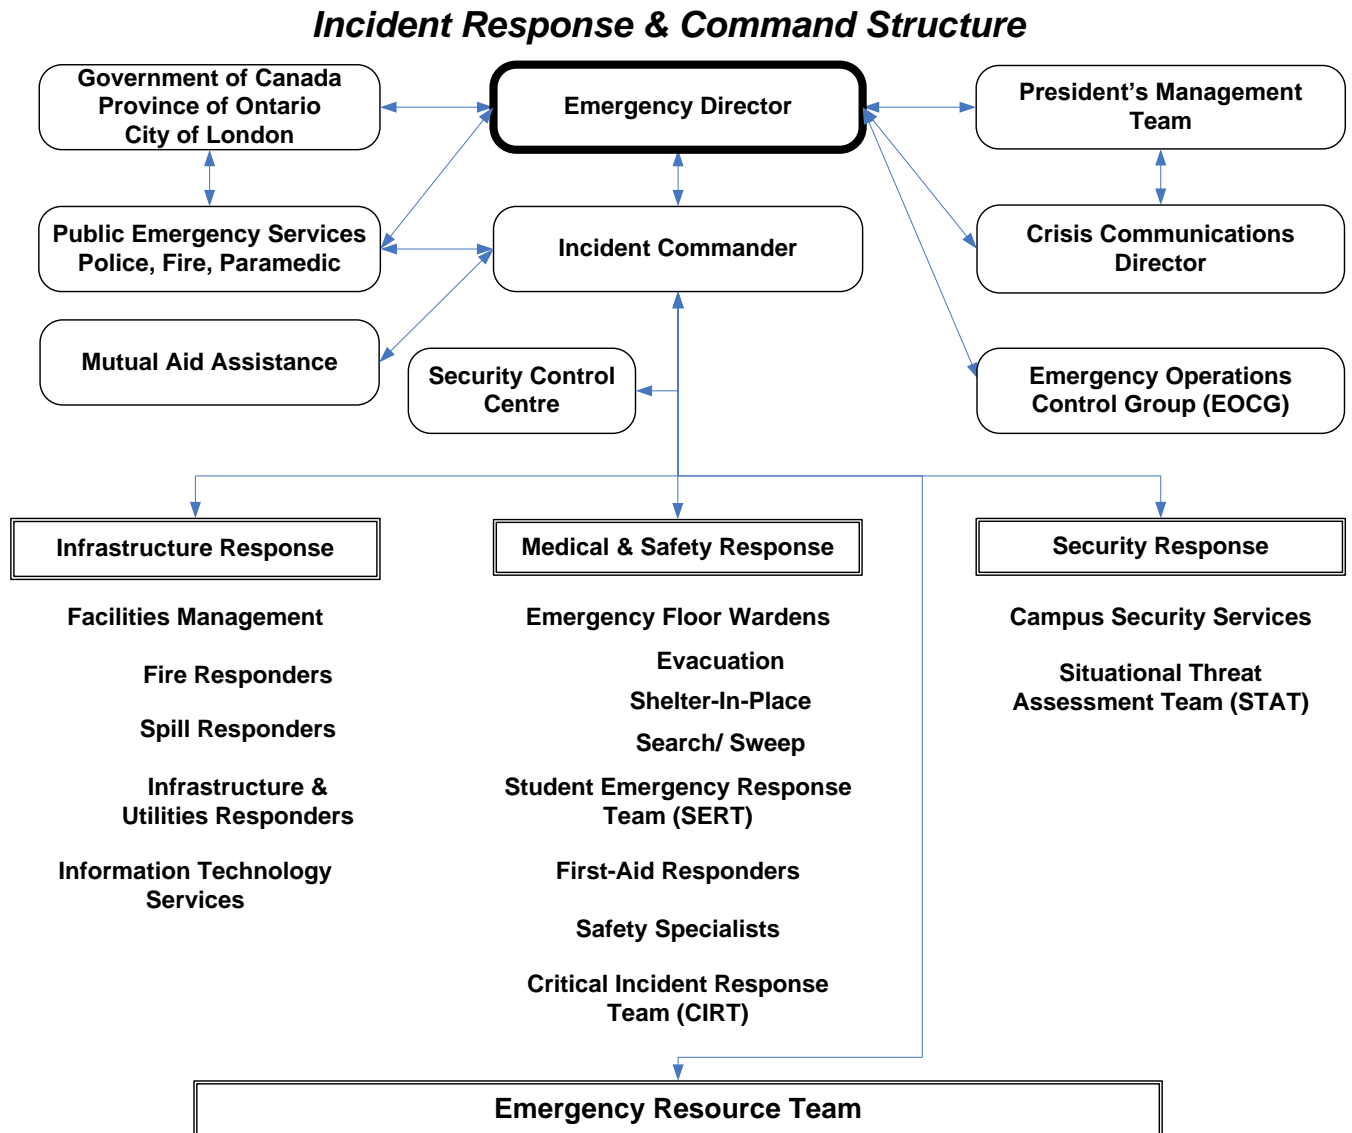 Incident Response & Command Structure
Government of Canada
Province of Ontario
City of London
Emergency Director
President's Management
Team
Public Emergency Services
Police, Fire, Paramedic
Incident Commander
Crisis Communications
Director
Mutual Aid Assistance
Security Control
Centre
Emergency Operations
Control Group (EOCG)
Infrastructure Response
Medical & Safety Response
Security Response
Facilities Management
Fire Responders
Spill Responders
Infrastructure &
Utilities Responders
Information Technology
Services
Emergency Floor Wardens
Evacuation
Shelter-In-Place
Search/ Sweep
Student Emergency Response
Team (SERT)
First-Aid Responders
Safety Specialists
Critical Incident Response
Team (CIRT)
Campus Security Services
Situational Threat
Assessment Team (STAT)
Emergency Resource Team